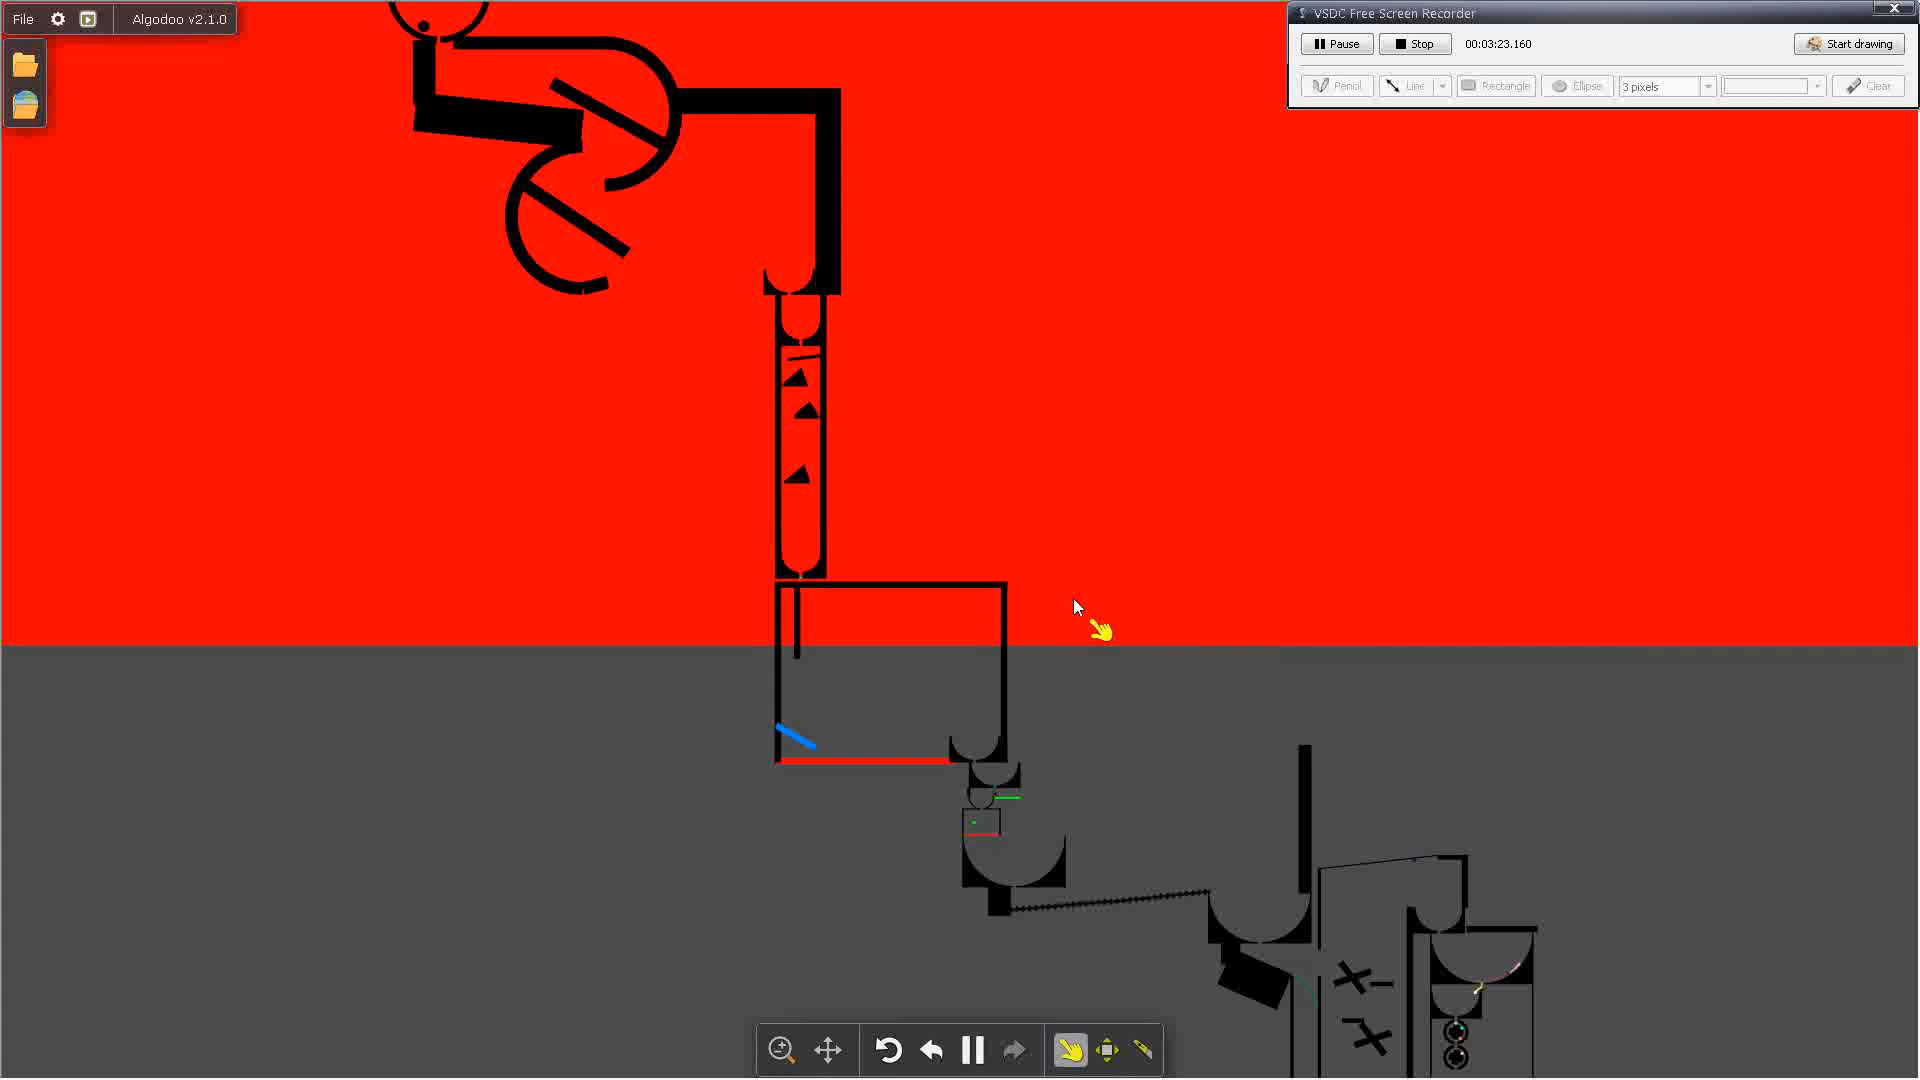 File
Algodoo v2.1.0
VSDC Free Screen Recorder
Pause
Stop
00:03:23.160
Start drawing
Pencil
Line
Rectangle
Ellipse
3 pixels
Clear